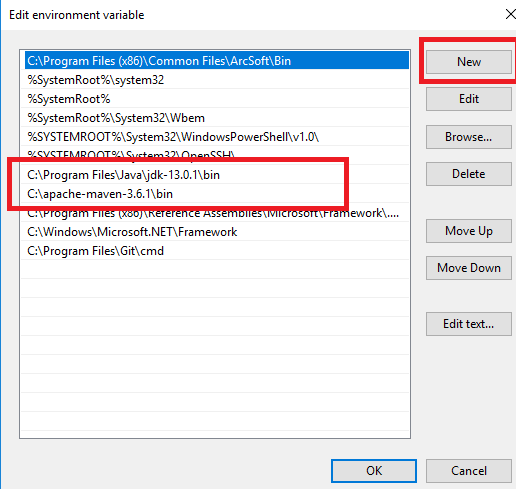 Edit environment variable
C:\Program Files (x86)\Common Files\ArcSoft\Bin
%SystemRoot%\system32
%SystemRoot%
%SystemRoot%\System32\Wbem
%SYSTEMROOT%\System32\WindowsPowerShell\v1.0\
%SYSTEMROOT%\System32\OpenSSH\
C:\Program Files\Java\jdk-13.0.1\bin
C:\apache-maven-3.6.1\bin
C:\Program Files (x86)\Reference Assemblies\Microsoft\Framework\....
C:\Windows\Microsoft.NET\Framework
C:\Program Files\Git\cmd
New
Edit
Browse...
Delete
Move Up
Move Down
Edit text...
OK
Cancel